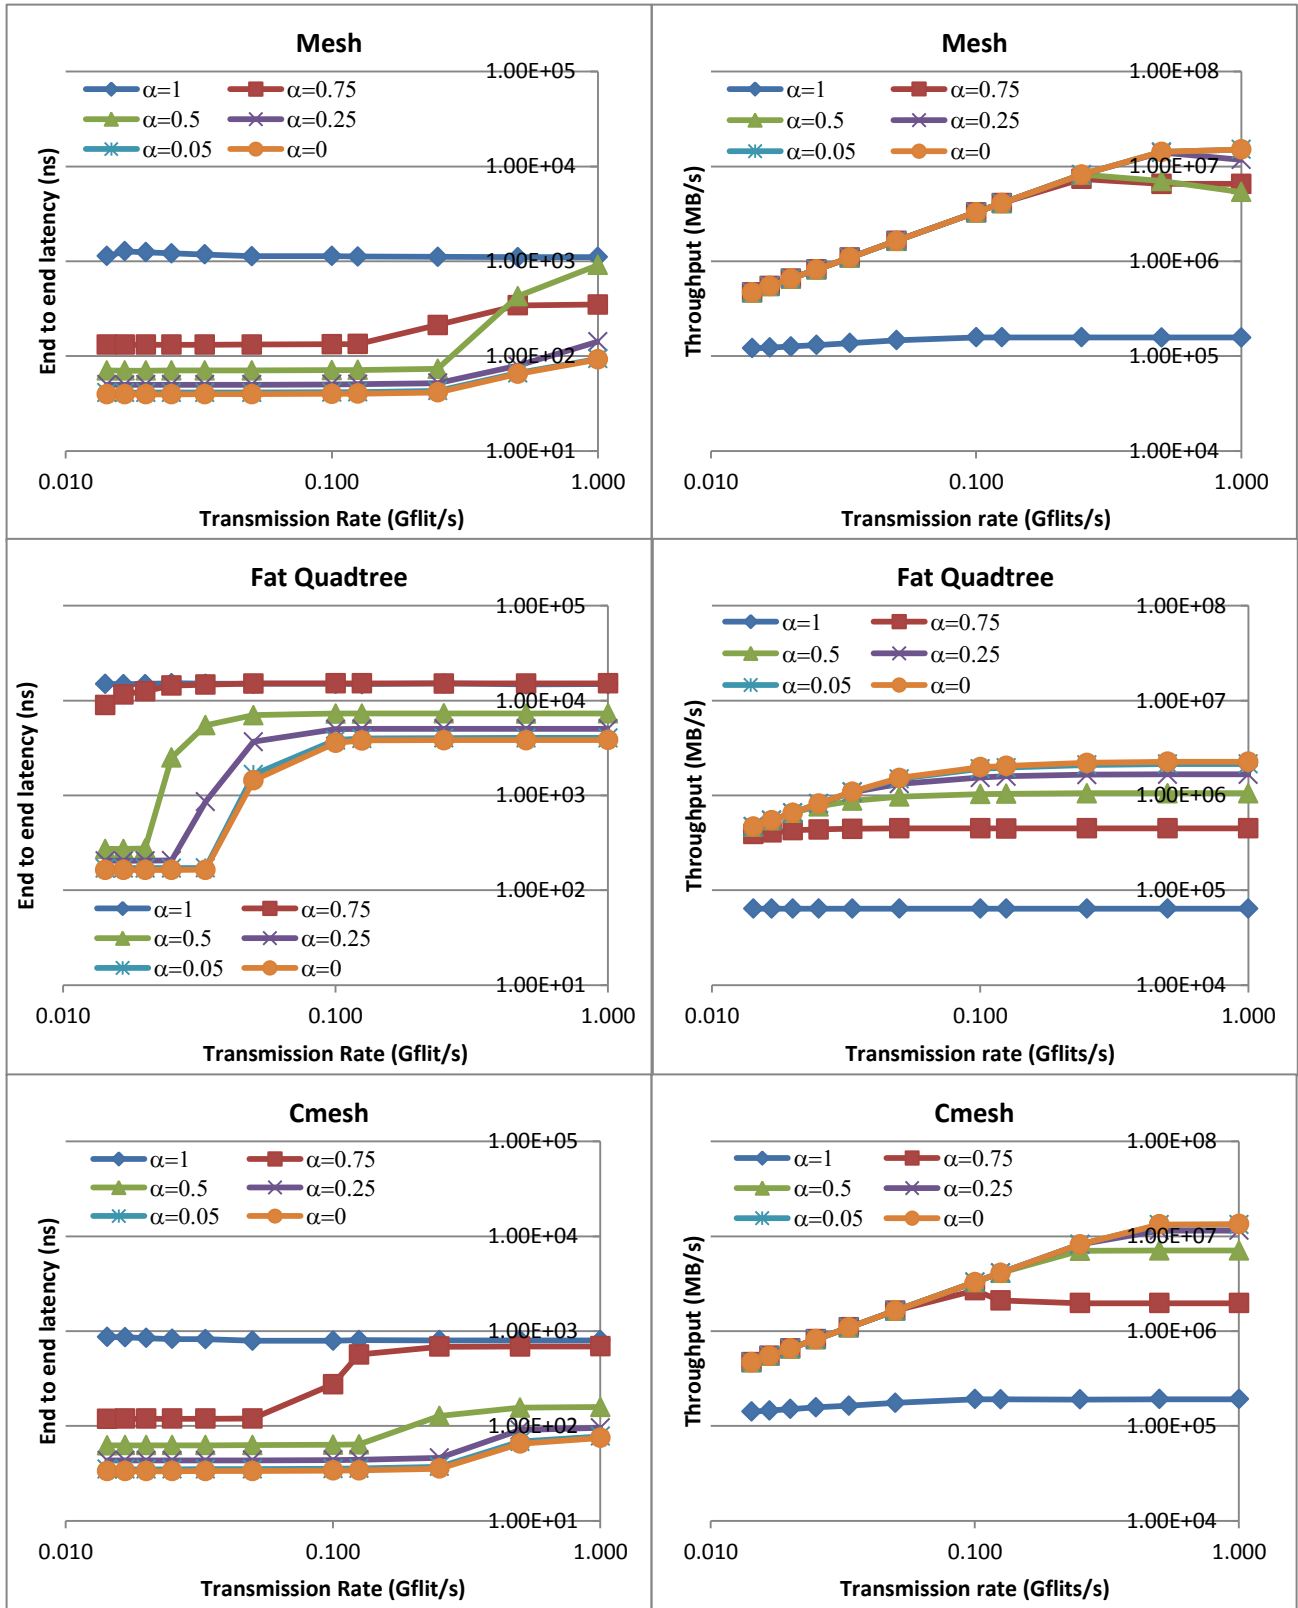 Mesh
1.00E+05
α=1 α=0.75
α=0.5 α=0.25
α=0.05 α=0
1.00E+04
1.00E+03
1.00E+02
1.00E+01
End to end latency (ns)
0.010 0.100 1.000
Transmission Rate (Gflit/s)
Mesh
1.00E+08
α=1 α=0.75
α=0.5 α=0.25
α=0.05 α=0
1.00E+07
1.00E+06
1.00E+05
1.00E+04
Throughput (MB/s)
0.010 0.100 1.000
Transmission rate (Gflits/s)
Fat Quadtree
1.00E+05
1.00E+04
1.00E+03
1.00E+02
α=1 α=0.75
α=0.5 α=0.25
α=0.05 α=0
1.00E+01
End to end latency (ns)
0.010 0.100 1.000
Transmission Rate (Gflit/s)
Fat Quadtree
1.00E+08
α=1 α=0.75
α=0.5 α=0.25
α=0.05 α=0
1.00E+07
1.00E+06
1.00E+05
1.00E+04
Throughput (MB/s)
0.010 0.100 1.000
Transmission rate (Gflits/s)
Cmesh
1.00E+05
α=1 α=0.75
α=0.5 α=0.25
α=0.05 α=0
1.00E+04
1.00E+03
1.00E+02
1.00E+01
End to end latency (ns)
0.010 0.100 1.000
Transmission Rate (Gflit/s)
Cmesh
1.00E+08
α=1 α=0.75
α=0.5 α=0.25
α=0.05 α=0
1.00E+07
1.00E+06
1.00E+05
1.00E+04
Throughput (MB/s)
0.010 0.100 1.000
Transmission rate (Gflits/s)